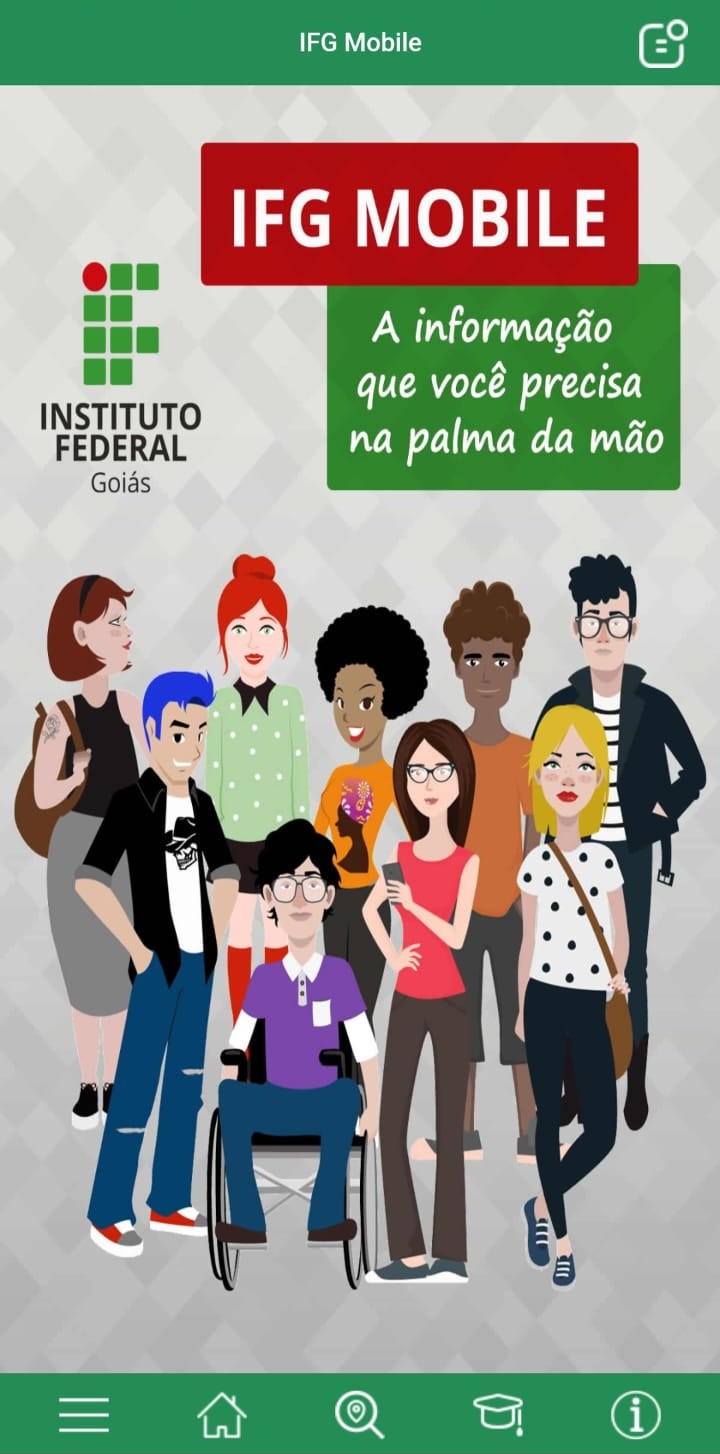 IFG Mobile
IFG MOBILE
A informação
que você precisa
na palma da mão
INSTITUTO
FEDERAL
Goiás